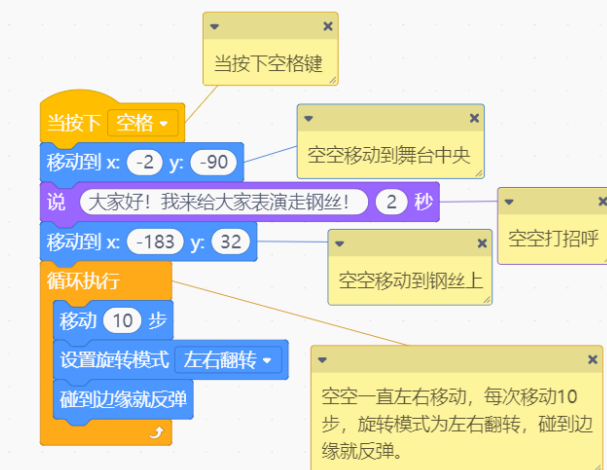 当按下空格键
当按下 空格
移动到 x: -2 y: -90
空空移动到舞台中央
说 大家好！我来给大家表演走钢丝！ 2 秒
空空打招呼
移动到 x: -183 y: 32
空空移动到钢丝上
循环执行
移动 10 步
设置旋转模式 左右翻转
碰到边缘就反弹
空空一直左右移动，每次移动10
步，旋转模式为左右翻转，碰到边
缘就反弹。